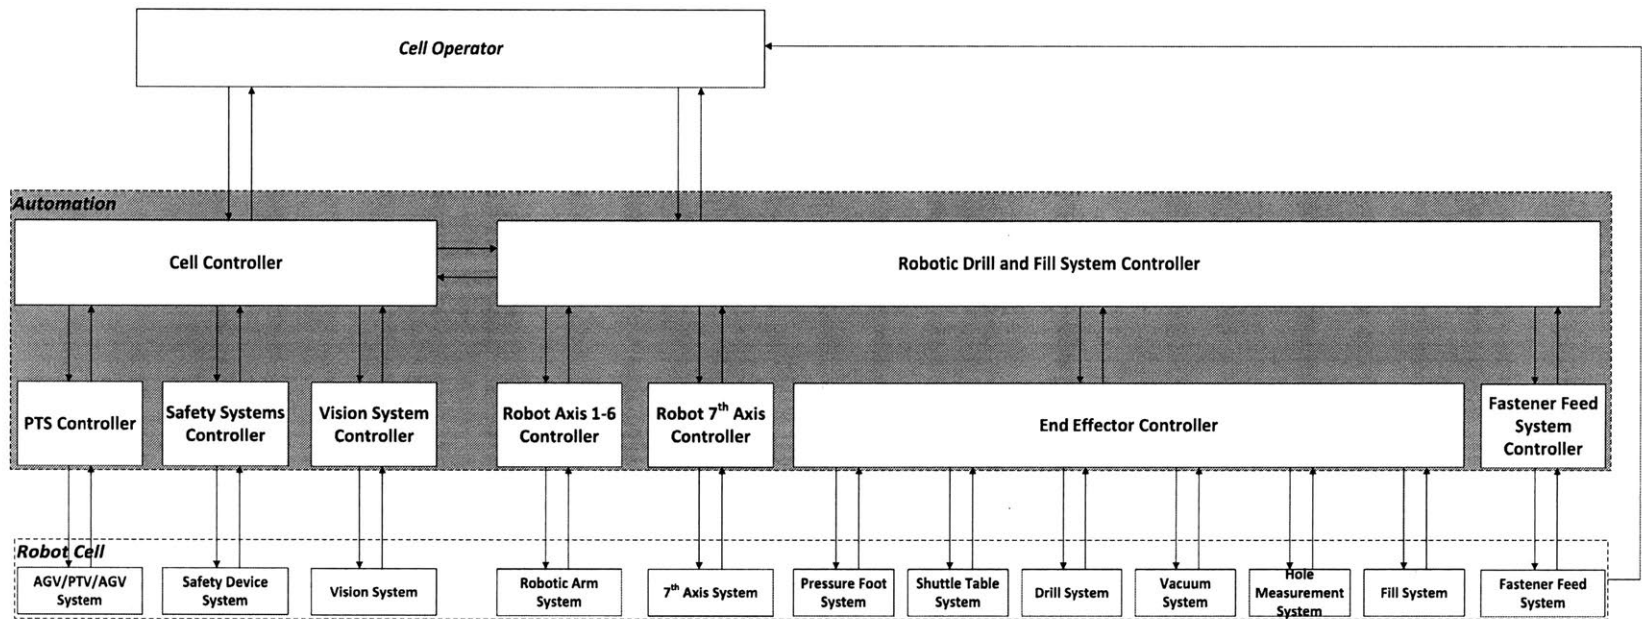 Cell Operator
Automation
Cell Controller
Robotic Drill and Fill System Controller
PTS Controller
Safety Systems
Controller
Vision System
Controller
Robot Axis 1-6
Controller
Robot 7th Axis
Controller
End Effector Controller
Fastener Feed
System
Controller
Robot Cell
AGV/PTV/AGV
System
Safety Device
System
Vision System
Robotic Arm
System
7th Axis System
Pressure Foot
System
Shuttle Table
System
Drill System
Vacuum
System
Hole
Measurement
System
Fill System
Fastener Feed
System